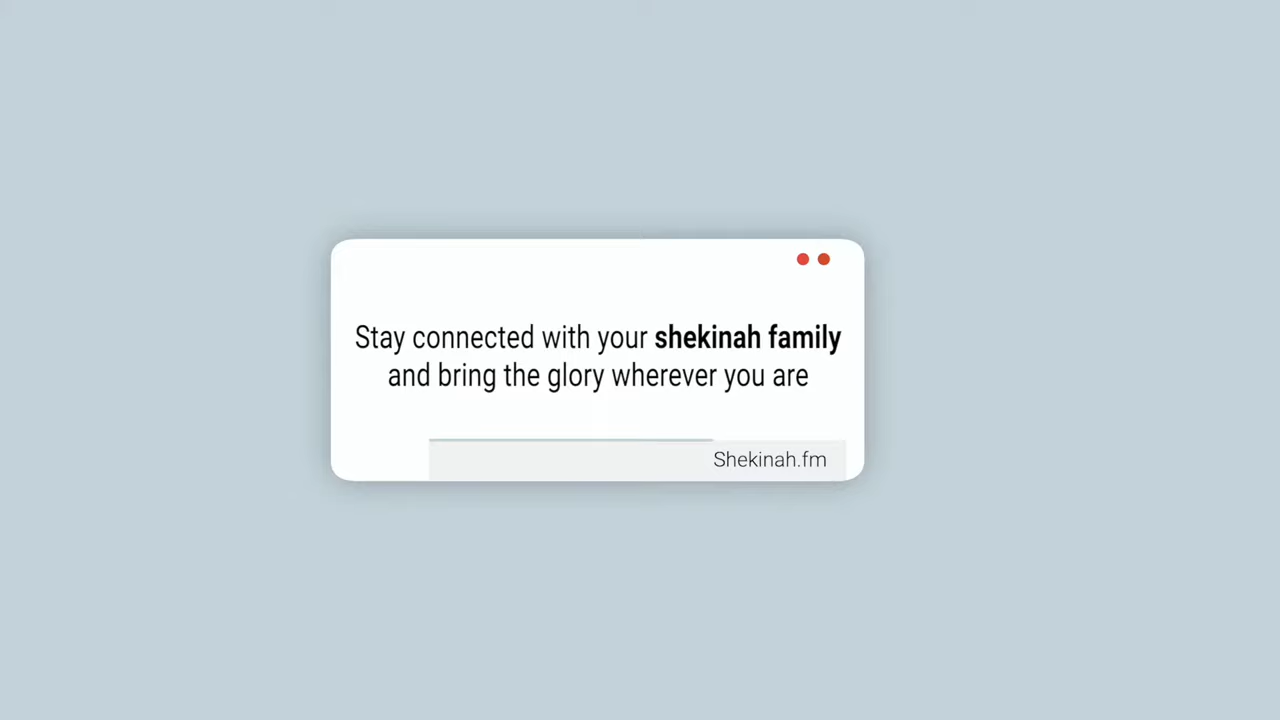 Stay connected with your shekinah family
and bring the glory wherever you are
Shekinah.fm